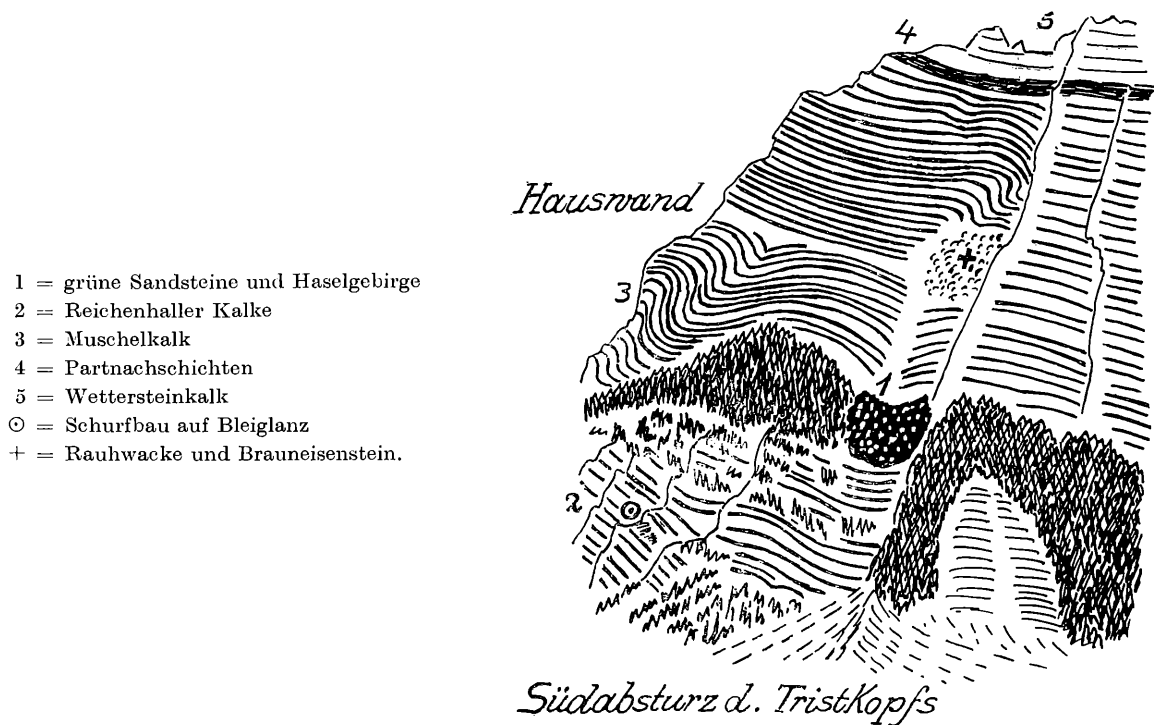 5
4
Hauswand
3
1
2
1 = grüne Sandsteine und Haselgebirge
2 = Reichenhaller Kalke
3 = Muschelkalk
4 = Partnachschichten
5 = Wettersteinkalk
⊙ = Schurfbau auf Bleiglanz
+ = Rauhwacke und Brauneisenstein.
Südabsturz d. Tristkopfs